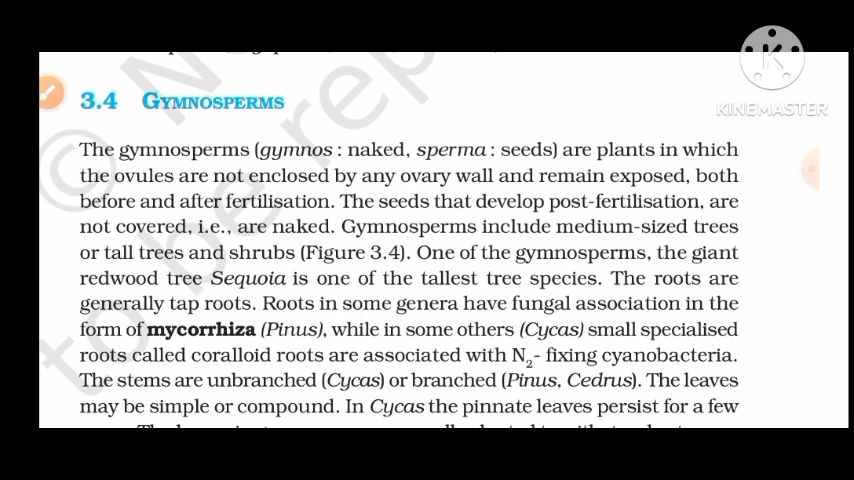 KINEMASTER
3.4 GYMNOSPERMS
The gymnosperms (gymnos : naked, sperma : seeds) are plants in which
the ovules are not enclosed by any ovary wall and remain exposed, both
before and after fertilisation. The seeds that develop post-fertilisation, are
not covered, i.e., are naked. Gymnosperms include medium-sized trees
or tall trees and shrubs (Figure 3.4). One of the gymnosperms, the giant
redwood tree Sequoia is one of the tallest tree species. The roots are
generally tap roots. Roots in some genera have fungal association in the
form of mycorrhiza (Pinus), while in some others (Cycas) small specialised
roots called coralloid roots are associated with N₂- fixing cyanobacteria.
The stems are unbranched (Cycas) or branched (Pinus, Cedrus). The leaves
may be simple or compound. In Cycas the pinnate leaves persist for a few
© N
to be rep